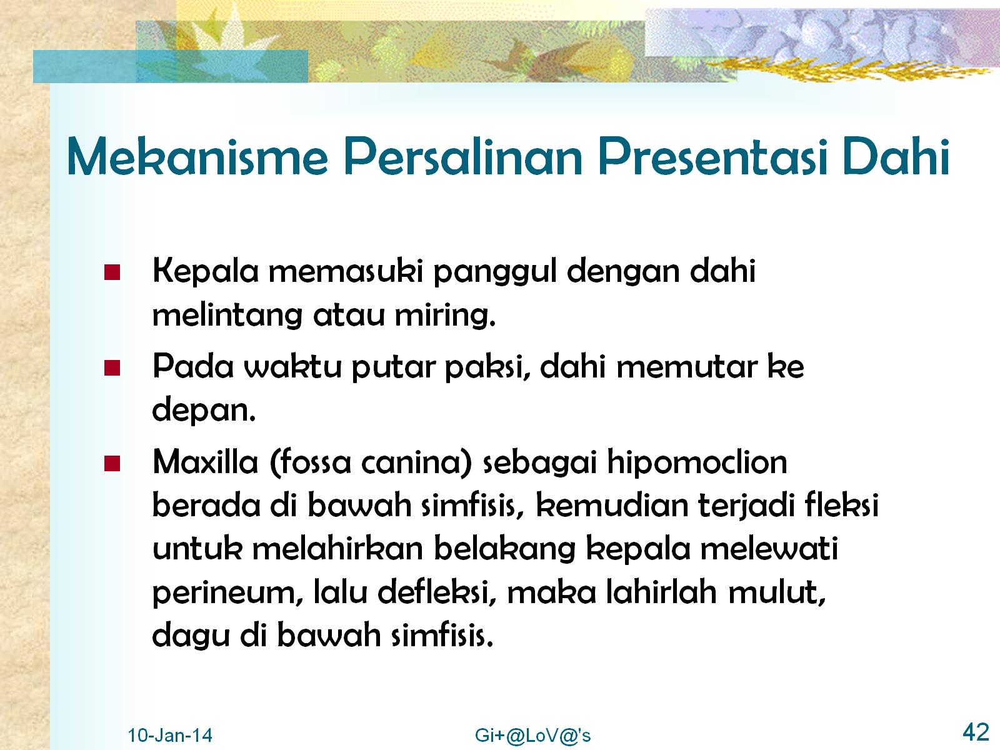 Mekanisme Persalinan Presentasi Dahi
Kepala memasuki panggul dengan dahi
melintang atau miring.
Pada waktu putar paksi, dahi memutar ke
depan.
Maxilla (fossa canina) sebagai hipomoclion
berada di bawah simfisis, kemudian terjadi fleksi
untuk melahirkan belakang kepala melewati
perineum, lalu defleksi, maka lahirlah mulut,
dagu di bawah simfisis.
10-Jan-14
Gi+@LoV@'s
42